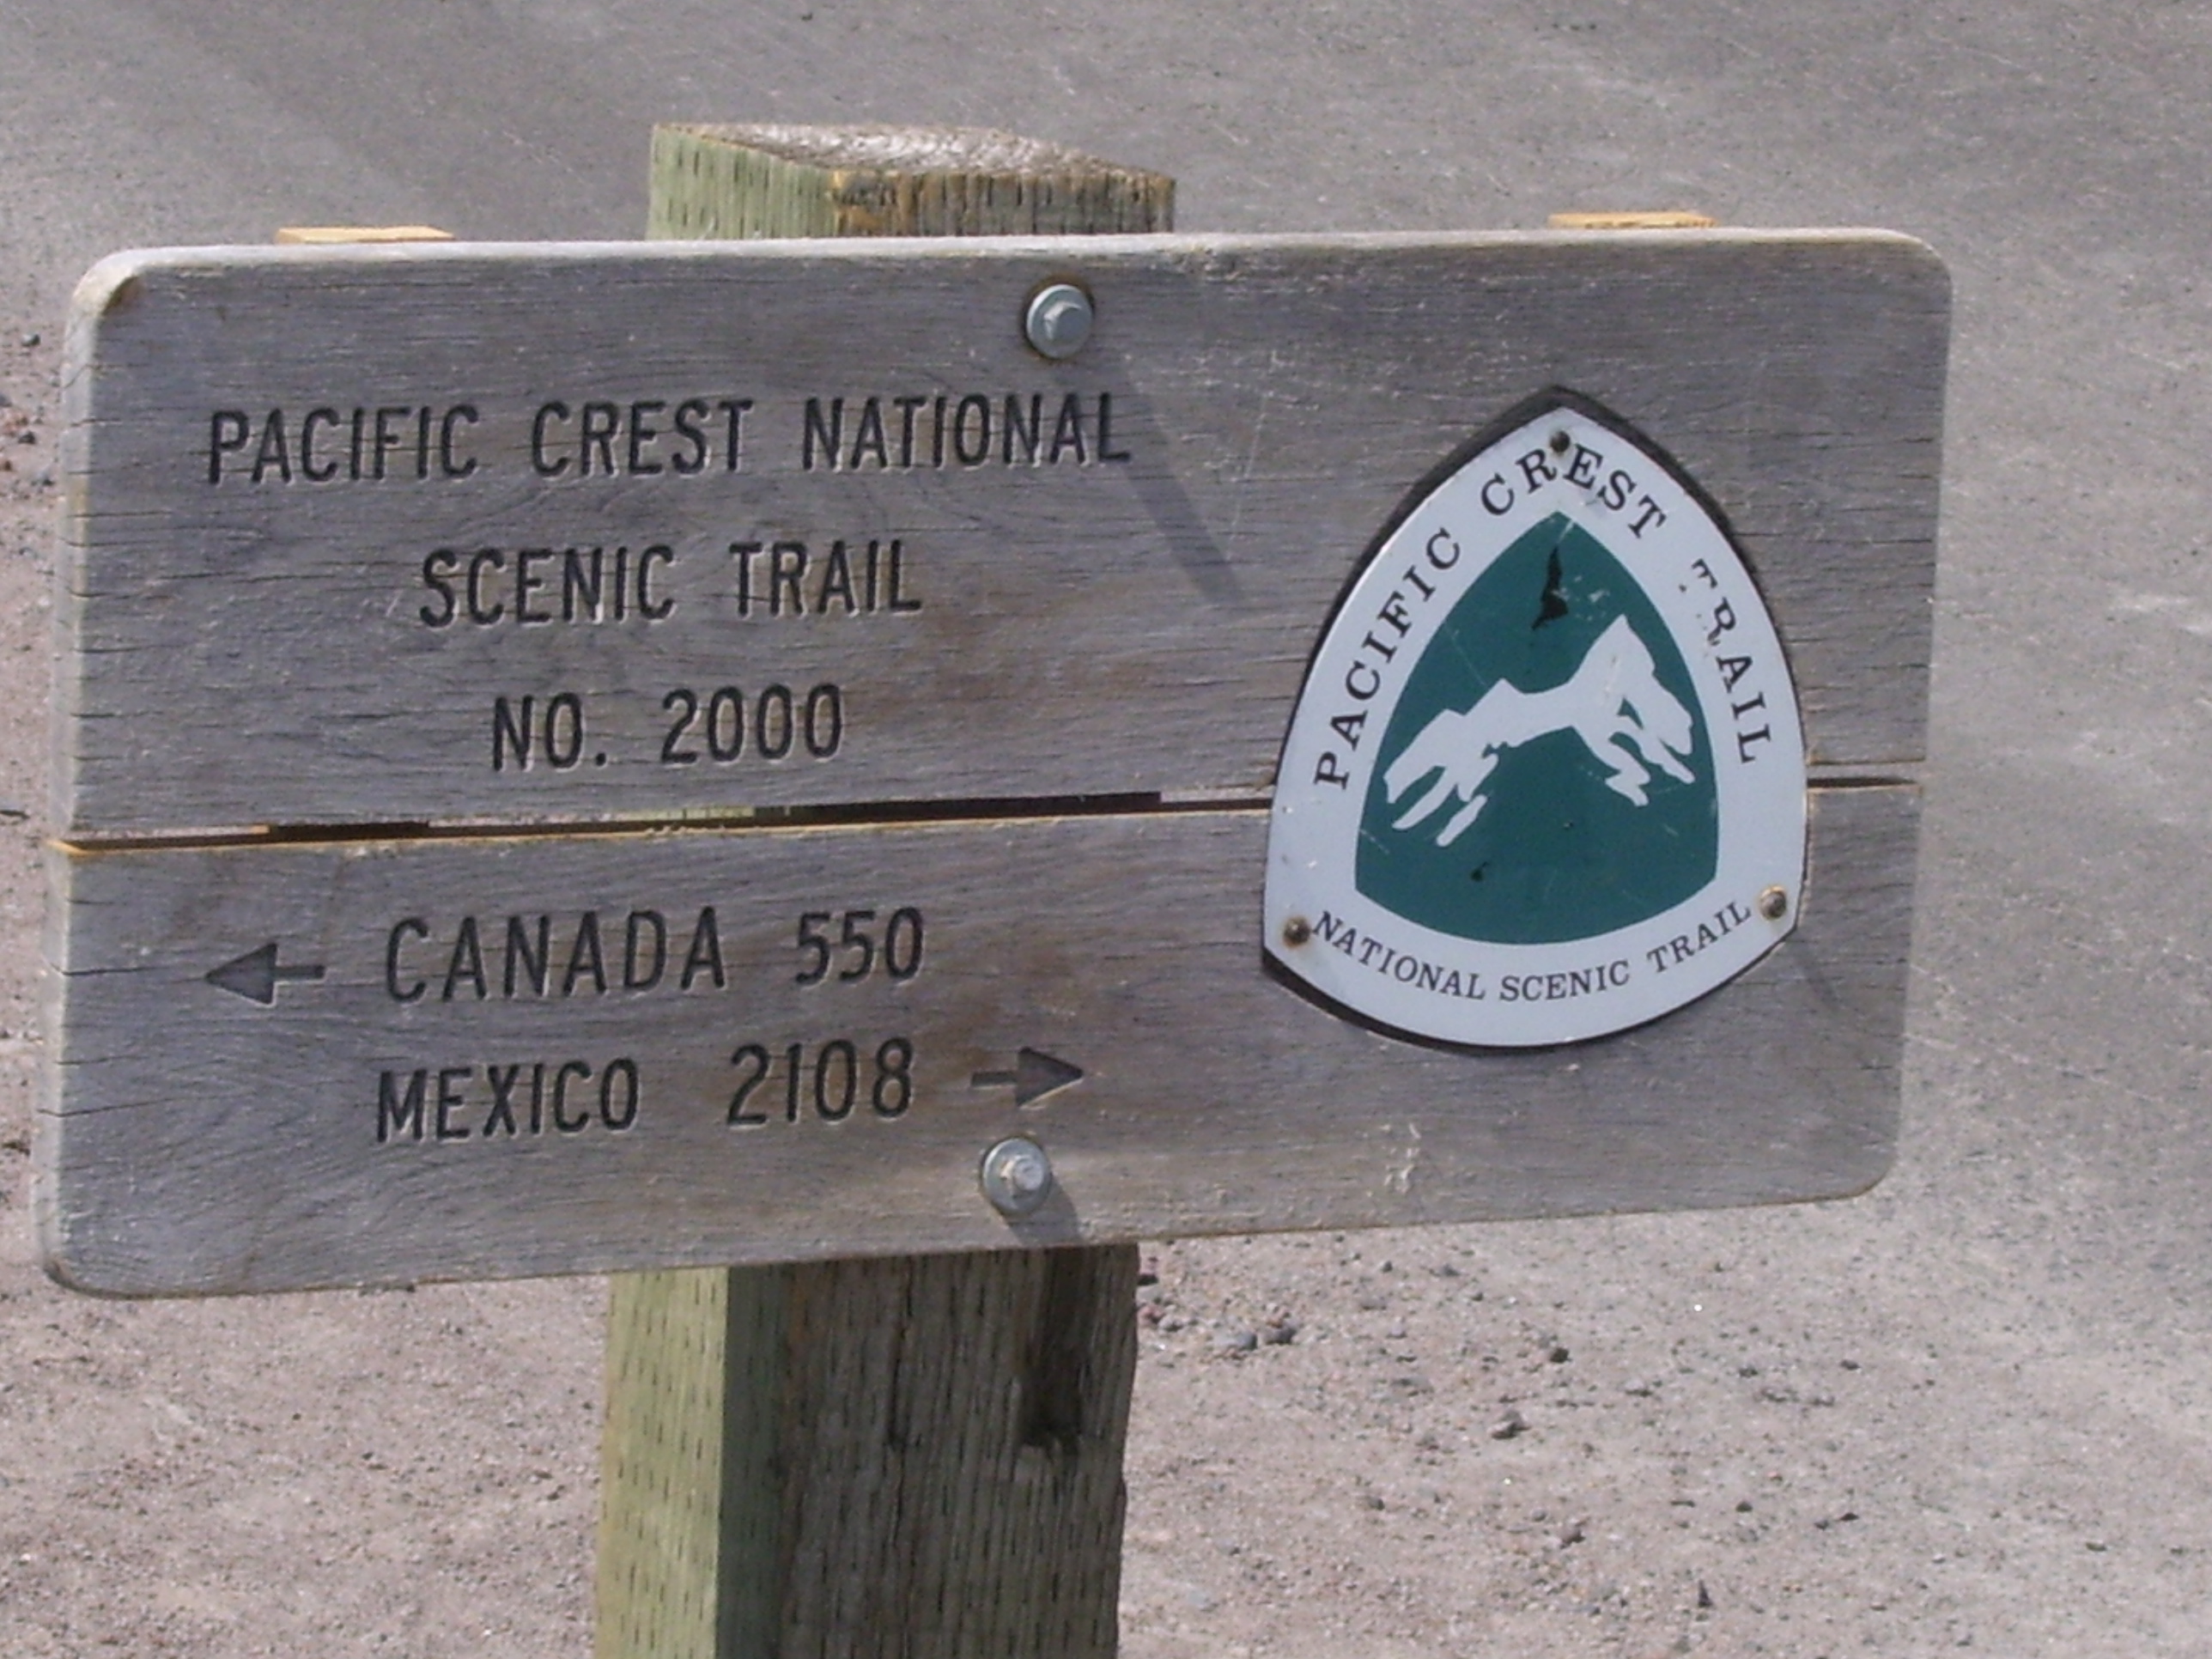 PACIFIC CREST NATIONAL
SCENIC TRAIL
NO. 2000
CANADA 550
MEXICO 2108
PACIFIC CREST TRAIL
NATIONAL SCENIC TRAIL